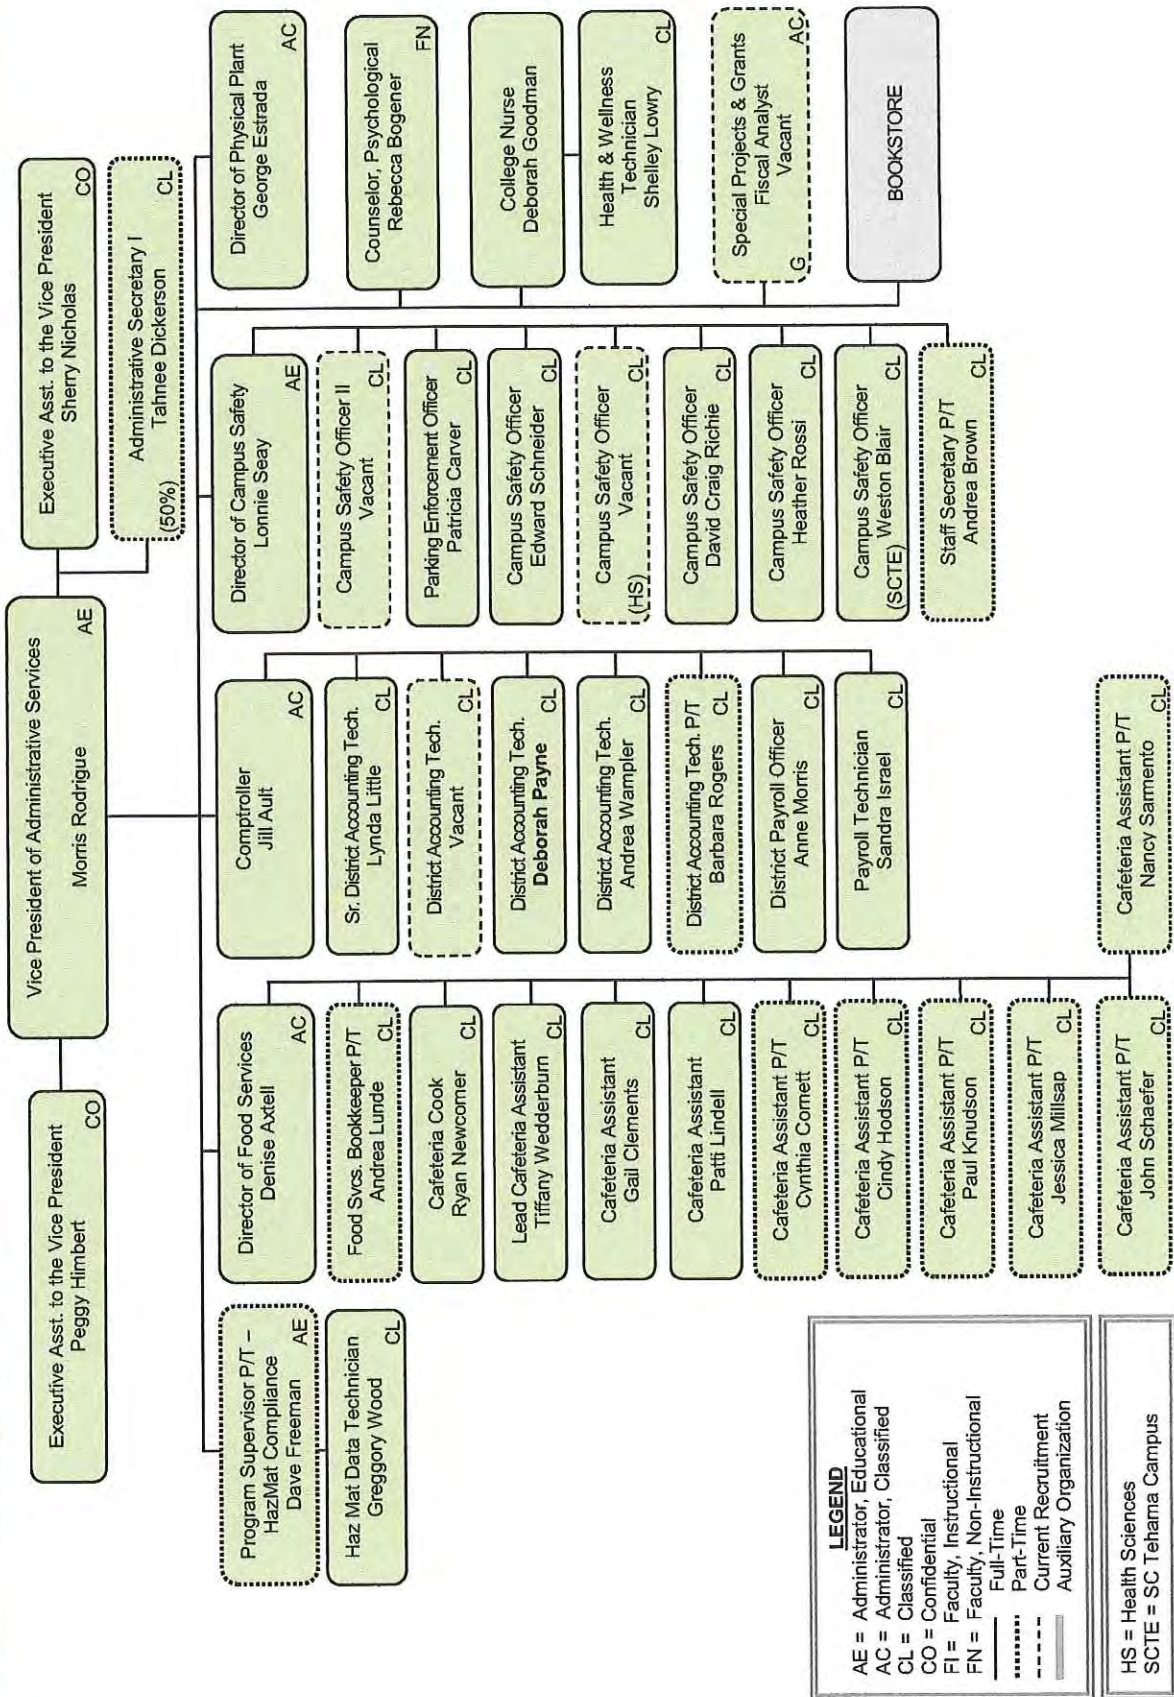 Vice President of Administrative Services
Morris Rodrigue
AE
Executive Asst. to the Vice President
Peggy Himbert
CO
Executive Asst. to the Vice President
Sherry Nicholas
CO
Administrative Secretary I
Tahnee Dickerson
(50%)
CL
Program Supervisor P/T –
HazMat Compliance
Dave Freeman
AE
Haz Mat Data Technician
Greggory Wood
CL
Director of Food Services
Denise Axtell
AC
Food Svcs. Bookkeeper P/T
Andrea Lunde
CL
Cafeteria Cook
Ryan Newcomer
CL
Lead Cafeteria Assistant
Tiffany Wedderburn
CL
Cafeteria Assistant
Gail Clements
CL
Cafeteria Assistant
Patti Lindell
CL
Cafeteria Assistant P/T
Cynthia Cornett
CL
Cafeteria Assistant P/T
Cindy Hodson
CL
Cafeteria Assistant P/T
Paul Knudson
CL
Cafeteria Assistant P/T
Jessica Millsap
CL
Cafeteria Assistant P/T
John Schaefer
CL
Cafeteria Assistant P/T
Nancy Sarmento
CL
Comptroller
Jill Ault
AC
Sr. District Accounting Tech.
Lynda Little
CL
District Accounting Tech.
Vacant
CL
District Accounting Tech.
Deborah Payne
CL
District Accounting Tech.
Andrea Wampler
CL
District Accounting Tech. P/T
Barbara Rogers
CL
District Payroll Officer
Anne Morris
CL
Payroll Technician
Sandra Israel
CL
Director of Campus Safety
Lonnie Seay
AE
Campus Safety Officer II
Vacant
CL
Parking Enforcement Officer
Patricia Carver
CL
Campus Safety Officer
Edward Schneider
CL
Campus Safety Officer
Vacant
(HS)
CL
Campus Safety Officer
David Craig Richie
CL
Campus Safety Officer
Heather Rossi
CL
Campus Safety Officer
Weston Blair
(SCTE)
CL
Staff Secretary P/T
Andrea Brown
CL
Director of Physical Plant
George Estrada
AC
Counselor, Psychological
Rebecca Bogener
FN
College Nurse
Deborah Goodman
Health & Wellness
Technician
Shelley Lowry
CL
Special Projects & Grants
Fiscal Analyst
Vacant
G
AC
BOOKSTORE
LEGEND
AE = Administrator, Educational
AC = Administrator, Classified
CL = Classified
CO = Confidential
FI = Faculty, Instructional
FN = Faculty, Non-Instructional
Full-Time
Part-Time
Current Recruitment
Auxiliary Organization
HS = Health Sciences
SCTE = SC Tehama Campus